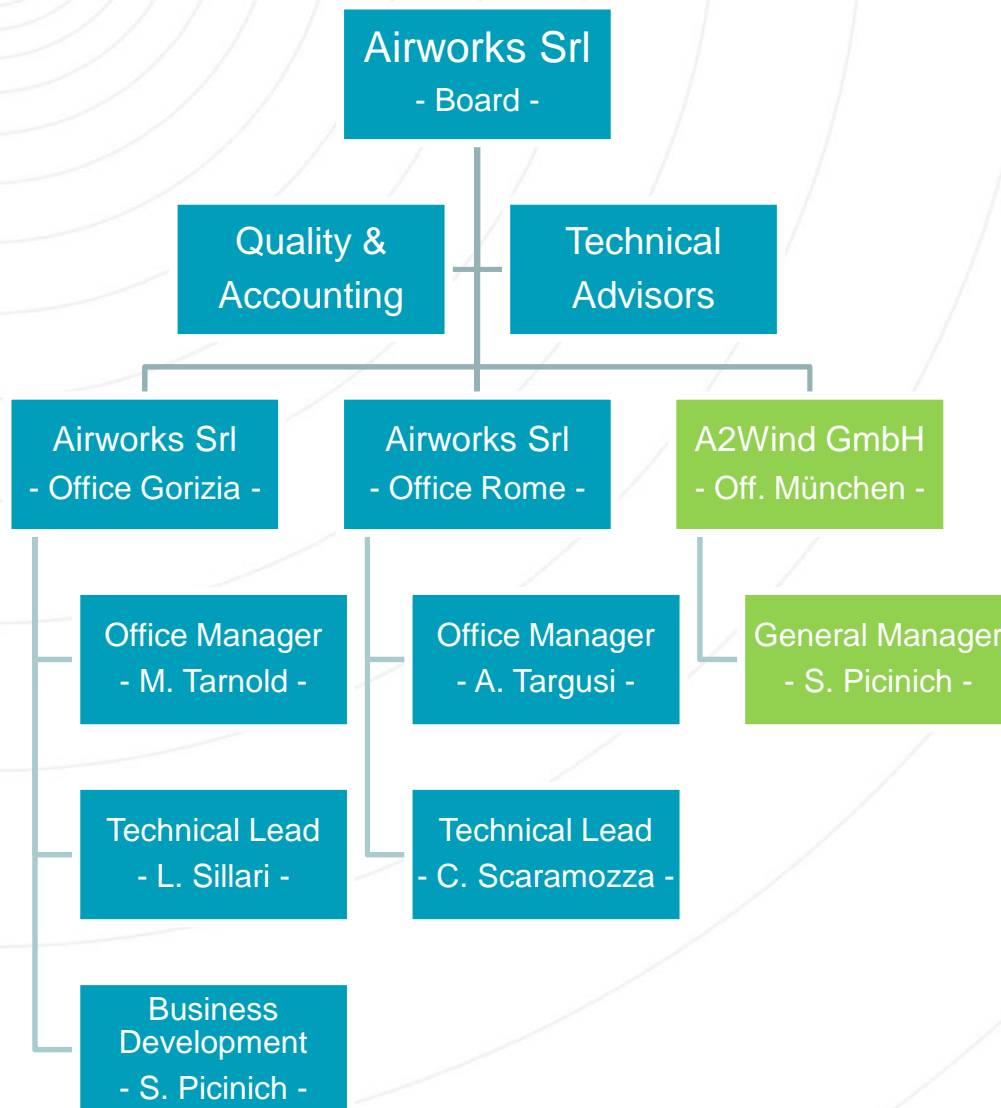 Airworks Srl
- Board -
Quality &
Accounting
Technical
Advisors
Airworks Srl
- Office Gorizia -
Airworks Srl
- Office Rome -
A2Wind GmbH
- Off. München -
Office Manager
- M. Tarnold -
Office Manager
- A. Targusi -
General Manager
- S. Picinich -
Technical Lead
- L. Sillari -
Technical Lead
- C. Scaramozza -
Business
Development
- S. Picinich -